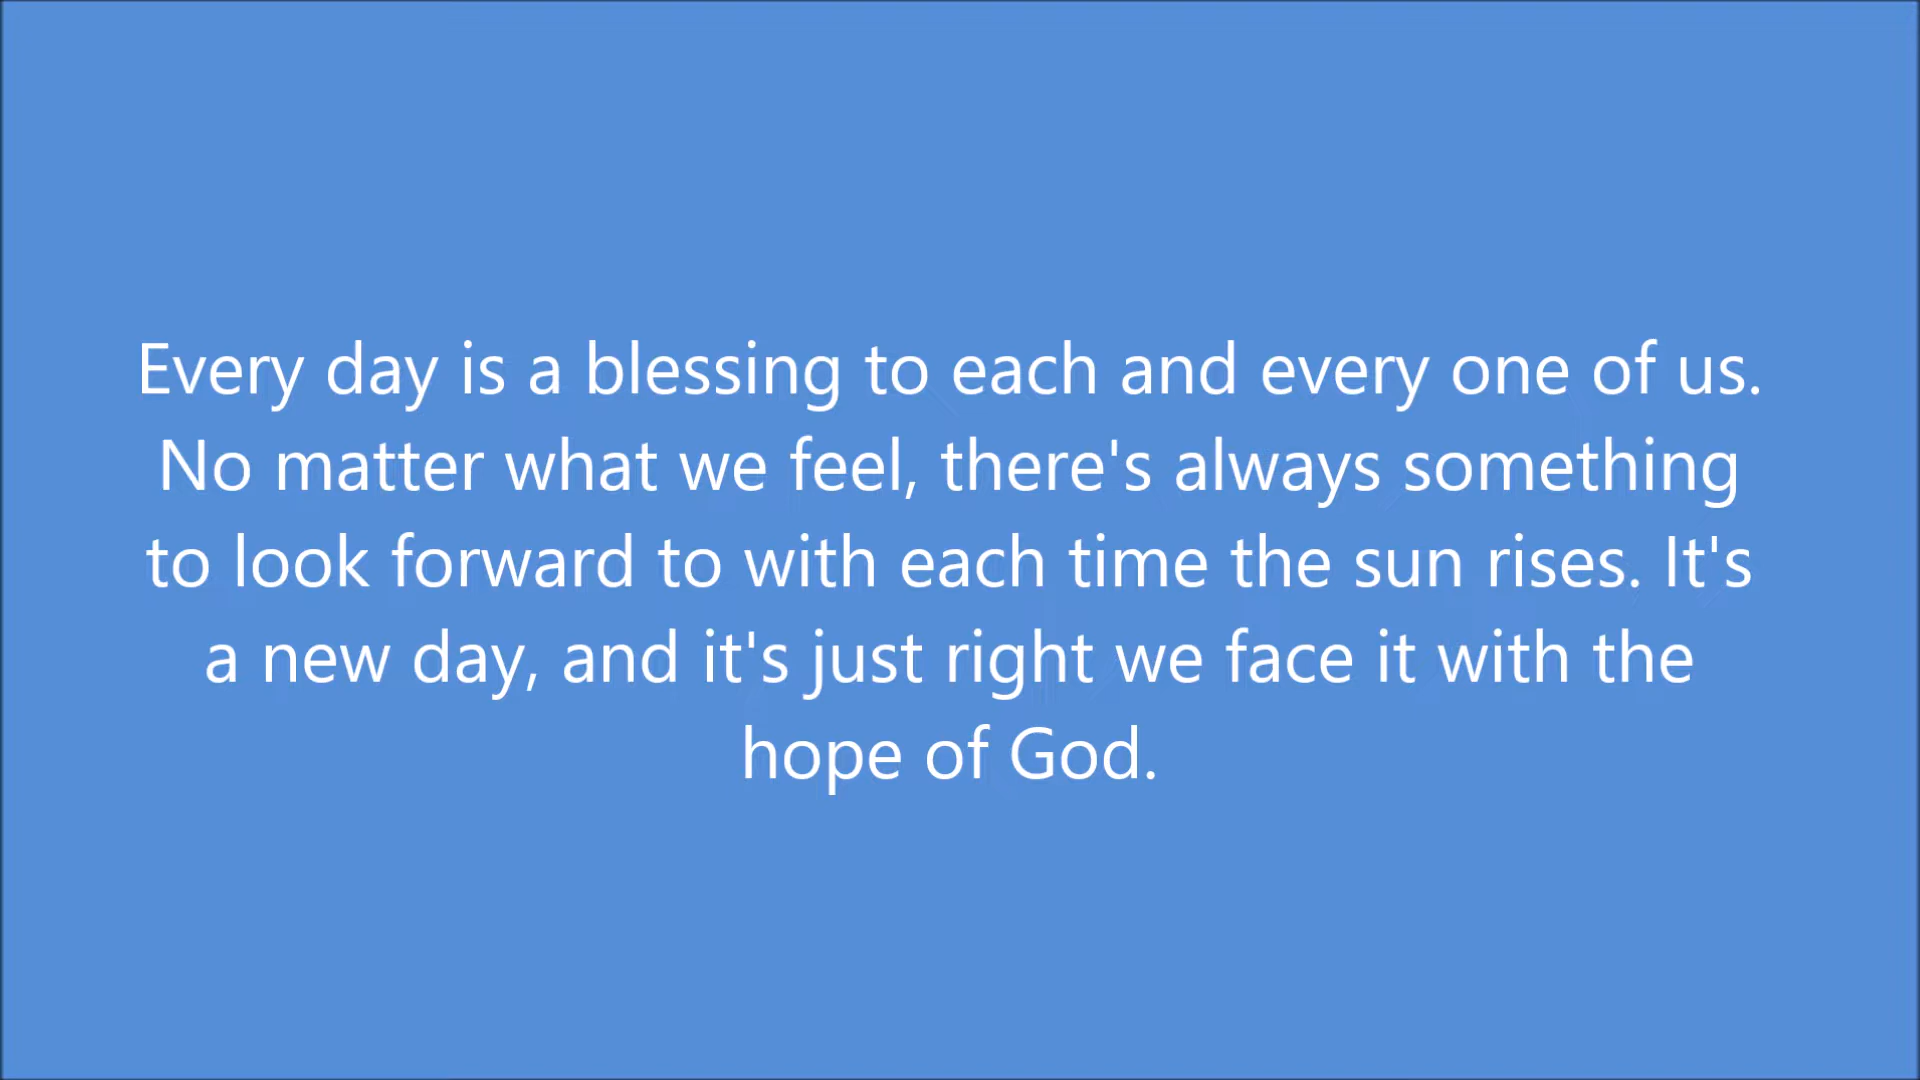 Every day is a blessing to each and every one of us.
No matter what we feel, there's always something
to look forward to with each time the sun rises. It's
a new day, and it's just right we face it with the
hope of God.